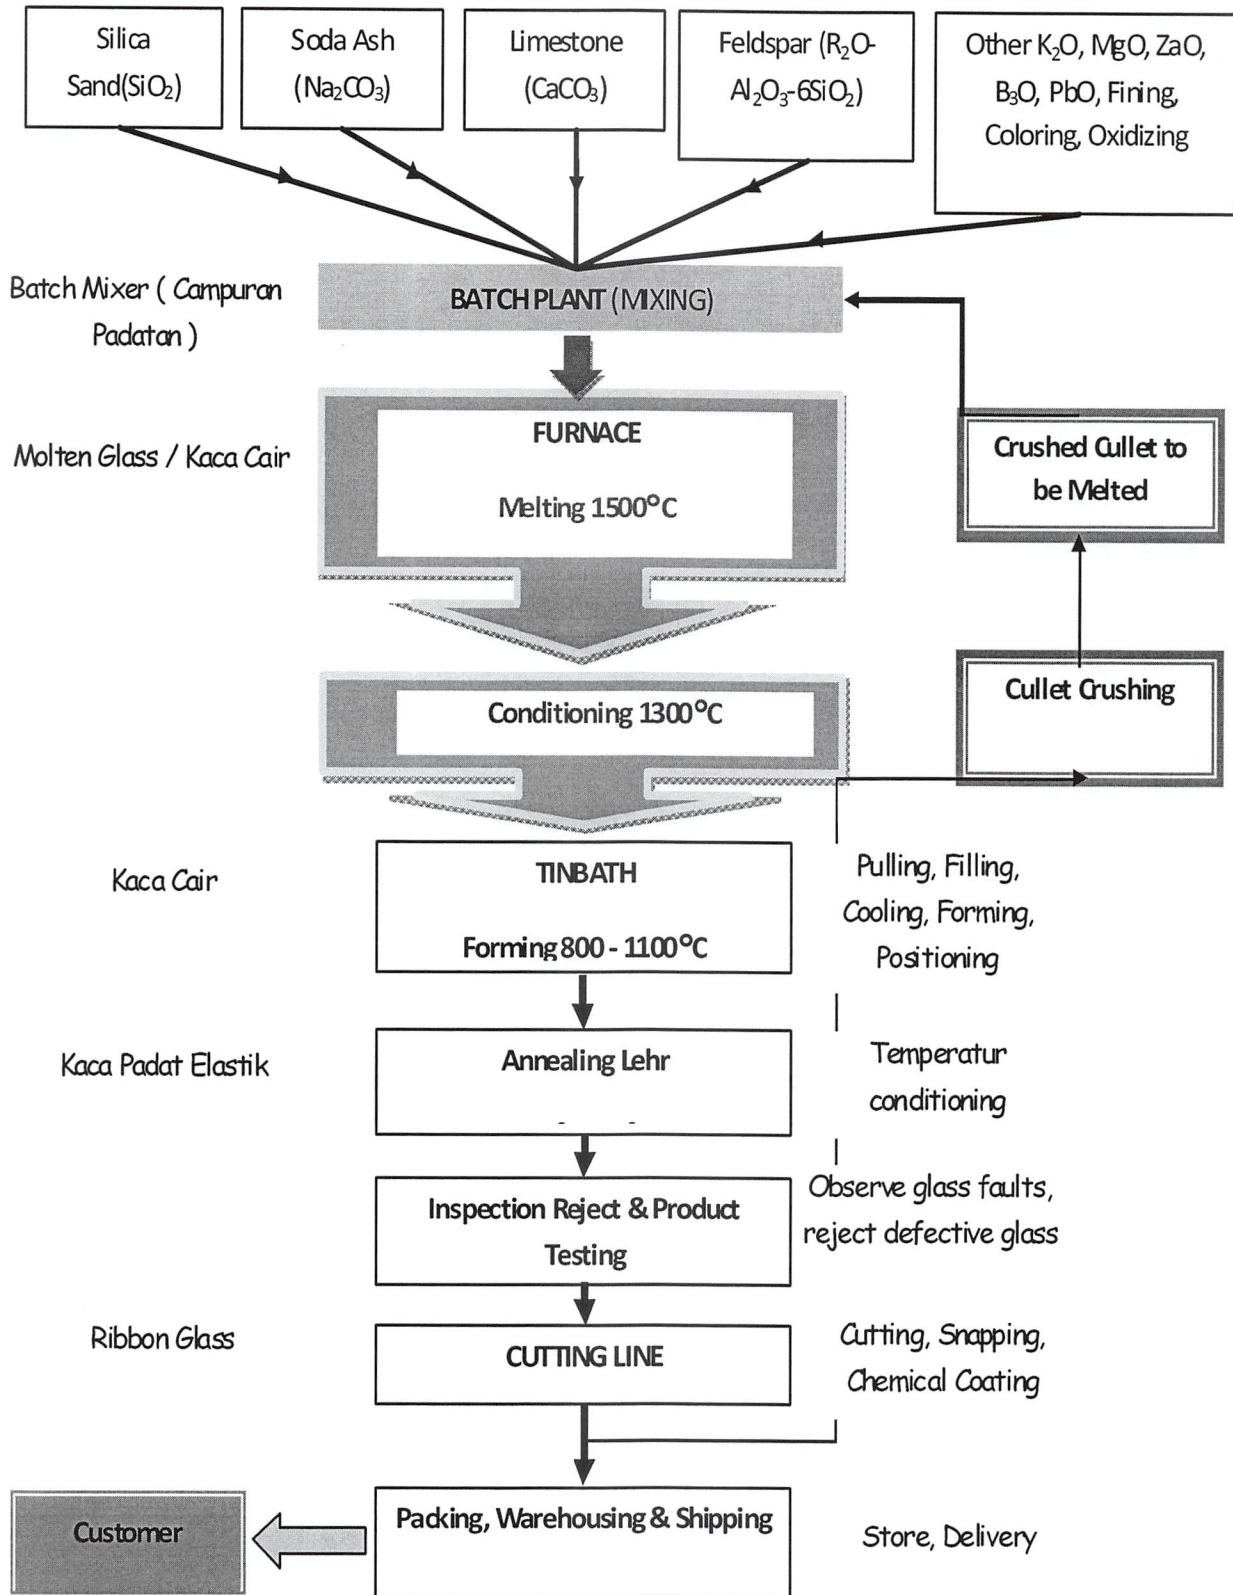 Silica
Sand(SiO₂)
Soda Ash
(Na₂CO₃)
Limestone
(CaCO₃)
Feldspar (R₂O-
Al₂O₃-6SiO₂)
Other K₂O, MgO, ZaO,
B₃O, PbO, Fining,
Coloring, Oxidizing
Batch Mixer ( Campuran
Padatan )
BATCH PLANT (MIXING)
Molten Glass / Kaca Cair
FURNACE
Melting 1500°C
Crushed Cullet to
be Melted
Conditioning 1300°C
Cullet Crushing
Kaca Cair
TINBATH
Forming 800 - 1100°C
Pulling, Filling,
Cooling, Forming,
Positioning
Kaca Padat Elastik
Annealing Lehr
Temperatur
conditioning
Inspection Reject & Product
Testing
Observe glass faults,
reject defective glass
Ribbon Glass
CUTTING LINE
Cutting, Snapping,
Chemical Coating
Customer
Packing, Warehousing & Shipping
Store, Delivery